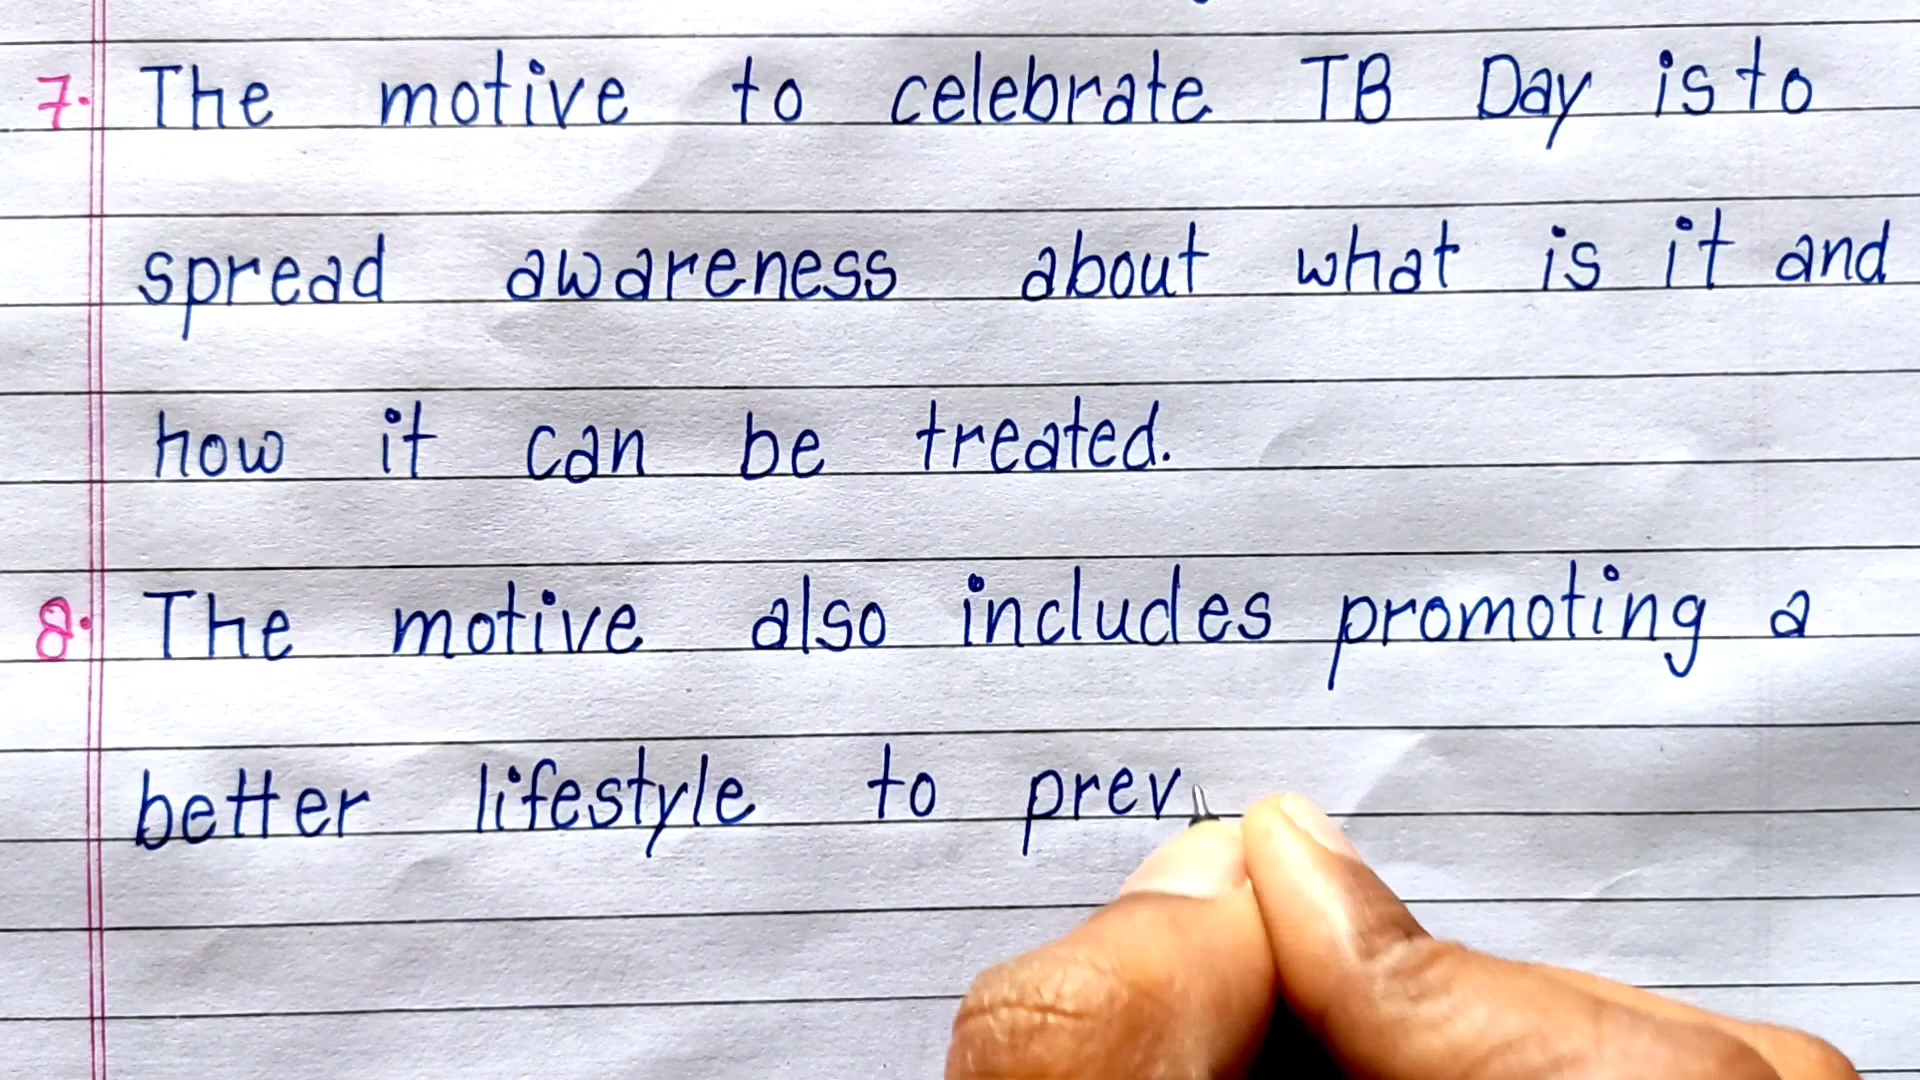 7. The motive to celebrate TB Day is to
spread awareness about what is it and
how it can be treated.
8. The motive also includes promoting a
better lifestyle to prev